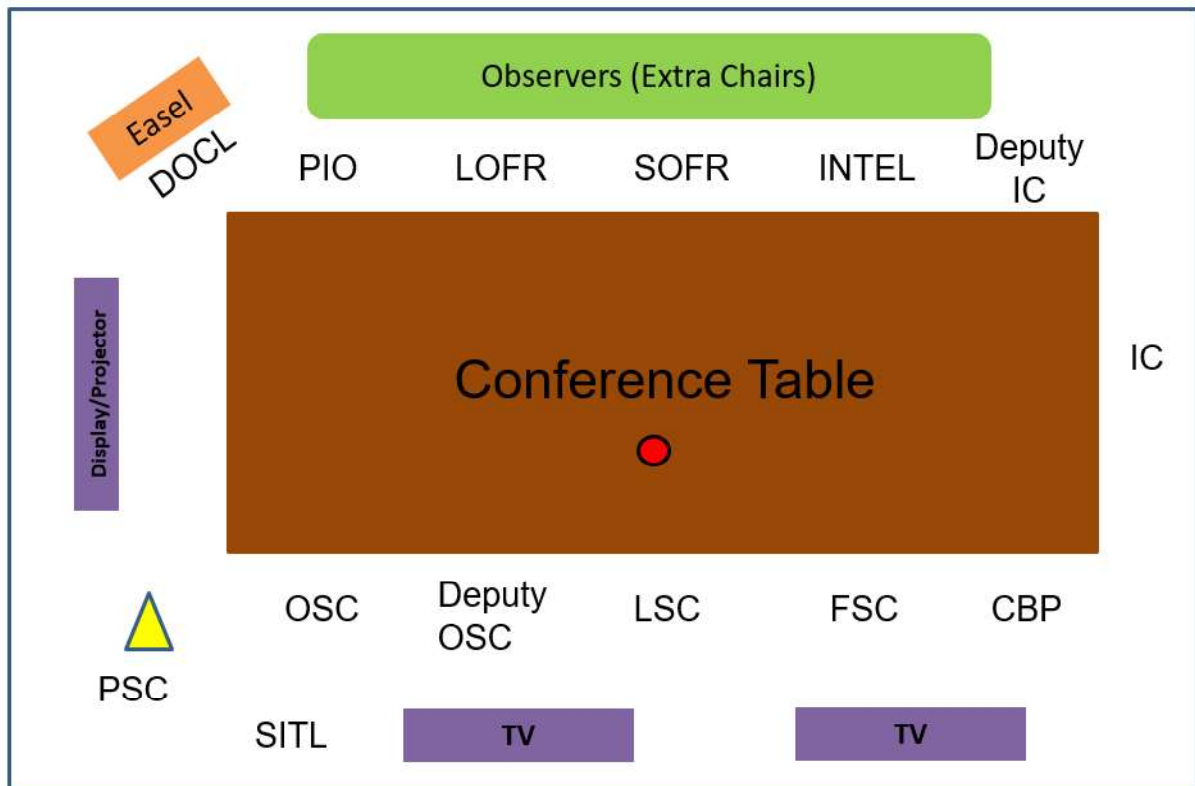 Observers (Extra Chairs)
Easel
DOCL
PIO
LOFR
SOFR
INTEL
Deputy
IC
Display/Projector
Conference Table
IC
OSC
Deputy
OSC
LSC
FSC
CBP
PSC
SITL
TV
TV